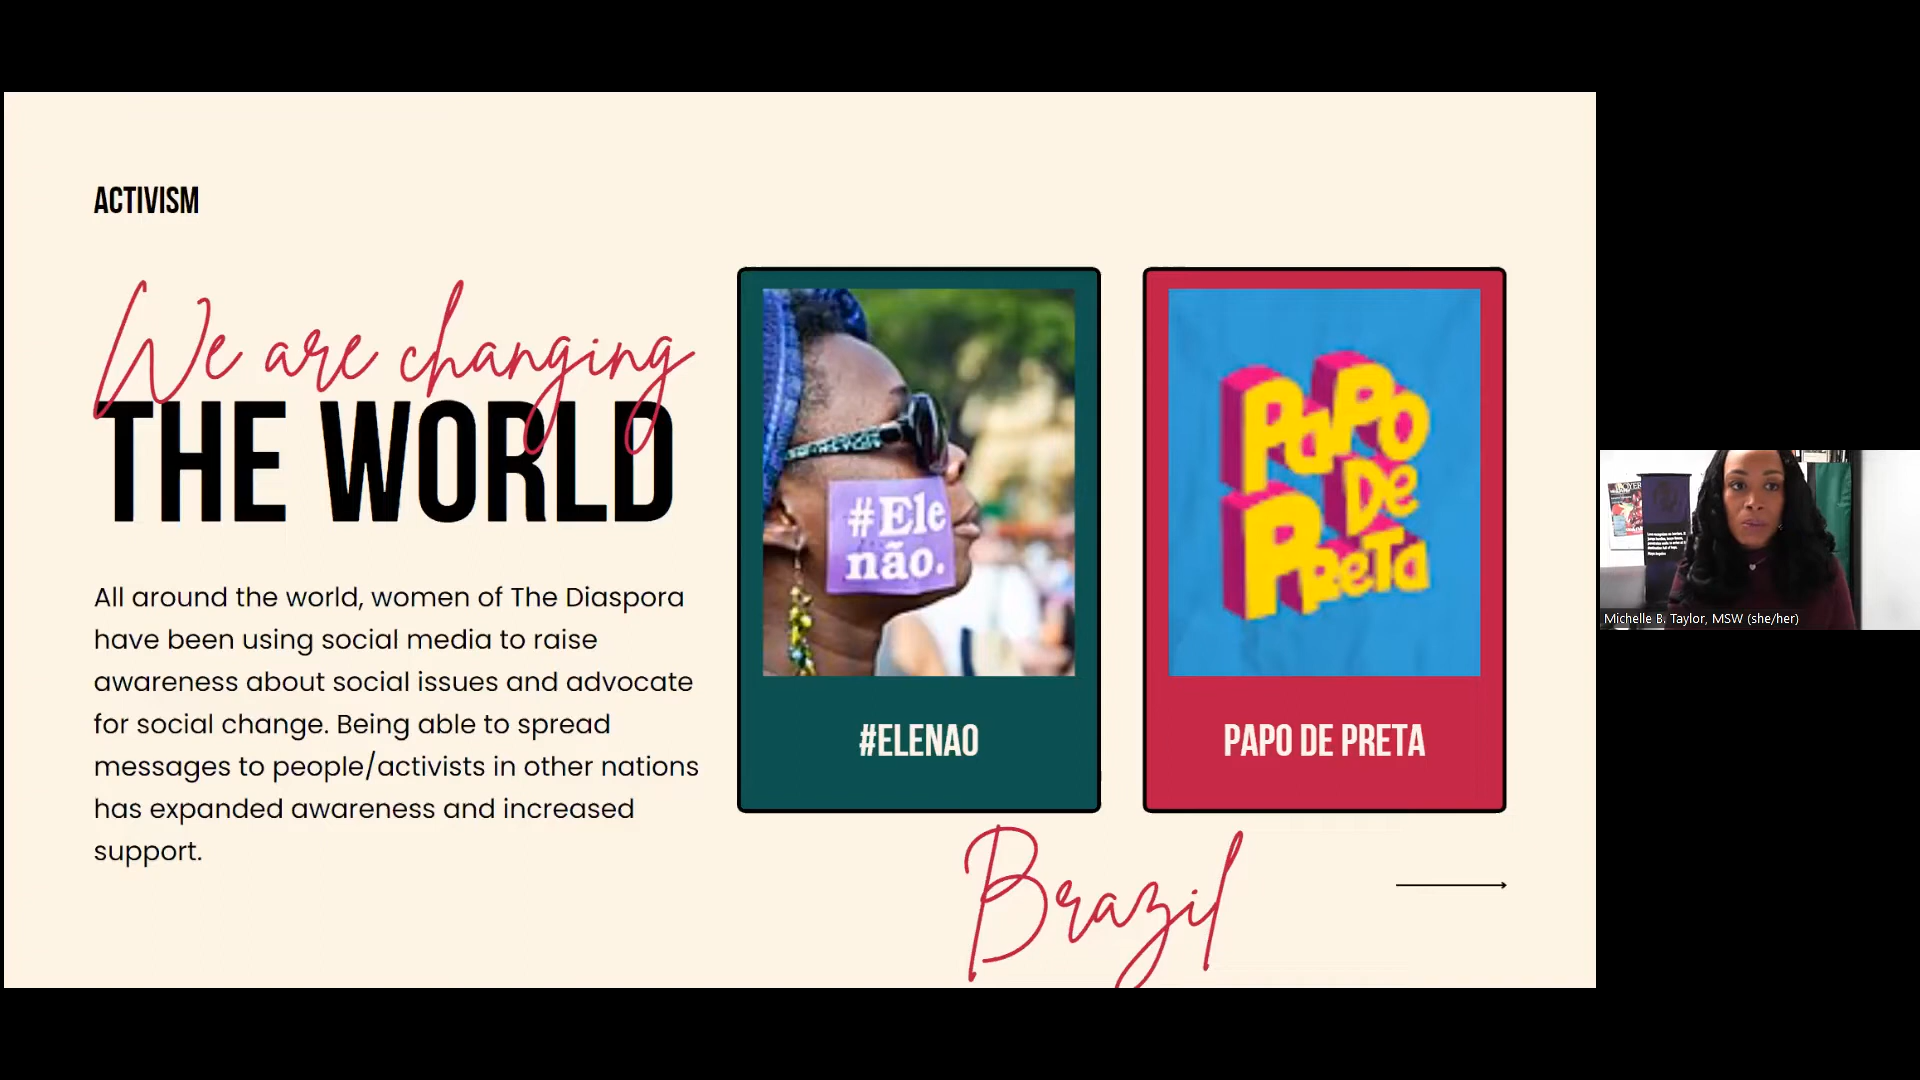 ACTIVISM
We are changing
THE WORLD
All around the world, women of The Diaspora
have been using social media to raise
awareness about social issues and advocate
for social change. Being able to spread
messages to people/activists in other nations
has expanded awareness and increased
support.
#Ele
não.
#ELENAO
PAPO
DE
PRETA
PAPO DE PRETA
Brazil
Michelle B. Taylor, MSW (she/her)